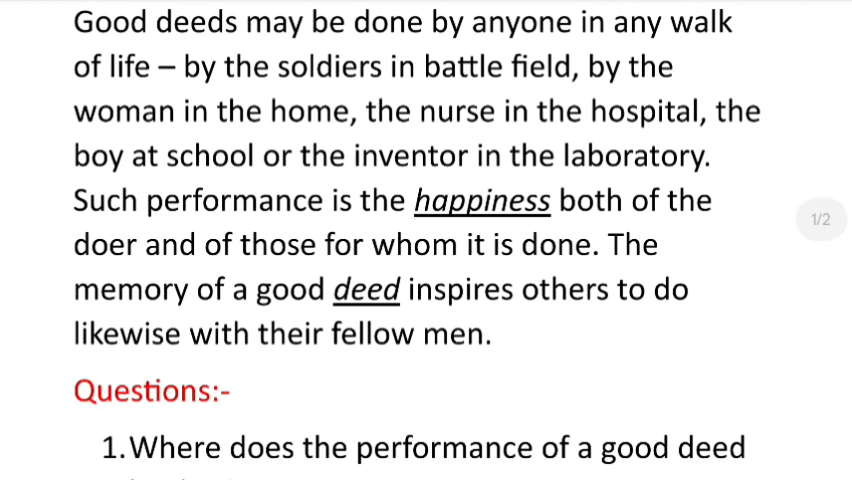 Good deeds may be done by anyone in any walk
of life – by the soldiers in battle field, by the
woman in the home, the nurse in the hospital, the
boy at school or the inventor in the laboratory.
Such performance is the happiness both of the
doer and of those for whom it is done. The
memory of a good deed inspires others to do
likewise with their fellow men.
1/2
Questions:-
1.Where does the performance of a good deed